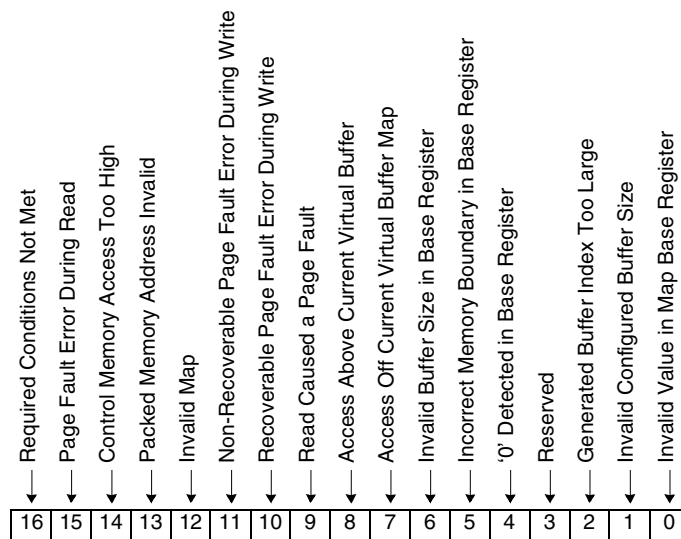 Required Conditions Not Met
Page Fault Error During Read
Control Memory Access Too High
Packed Memory Address Invalid
Invalid Map
Non-Recoverable Page Fault Error During Write
Recoverable Page Fault Error During Write
Read Caused a Page Fault
Access Above Current Virtual Buffer
Access Off Current Virtual Buffer Map
Invalid Buffer Size in Base Register
Incorrect Memory Boundary in Base Register
'0' Detected in Base Register
Reserved
Generated Buffer Index Too Large
Invalid Configured Buffer Size
Invalid Value in Map Base Register
16 15 14 13 12 11 10 9 8 7 6 5 4 3 2 1 0